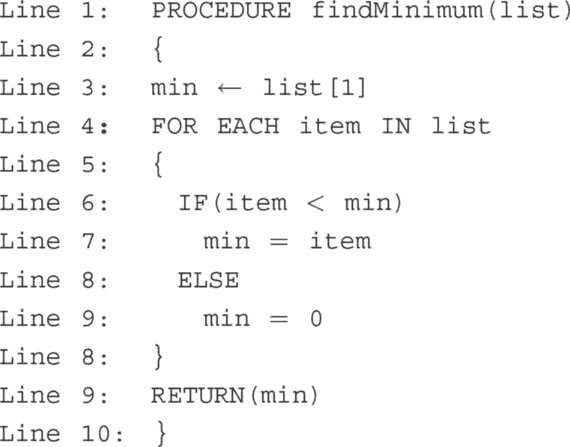 Line 1: PROCEDURE findMinimum(list)
Line 2: {
Line 3: min ← list[1]
Line 4: FOR EACH item IN list
Line 5: {
Line 6: IF(item < min)
Line 7: min = item
Line 8: ELSE
Line 9: min = 0
Line 8: }
Line 9: RETURN(min)
Line 10: }